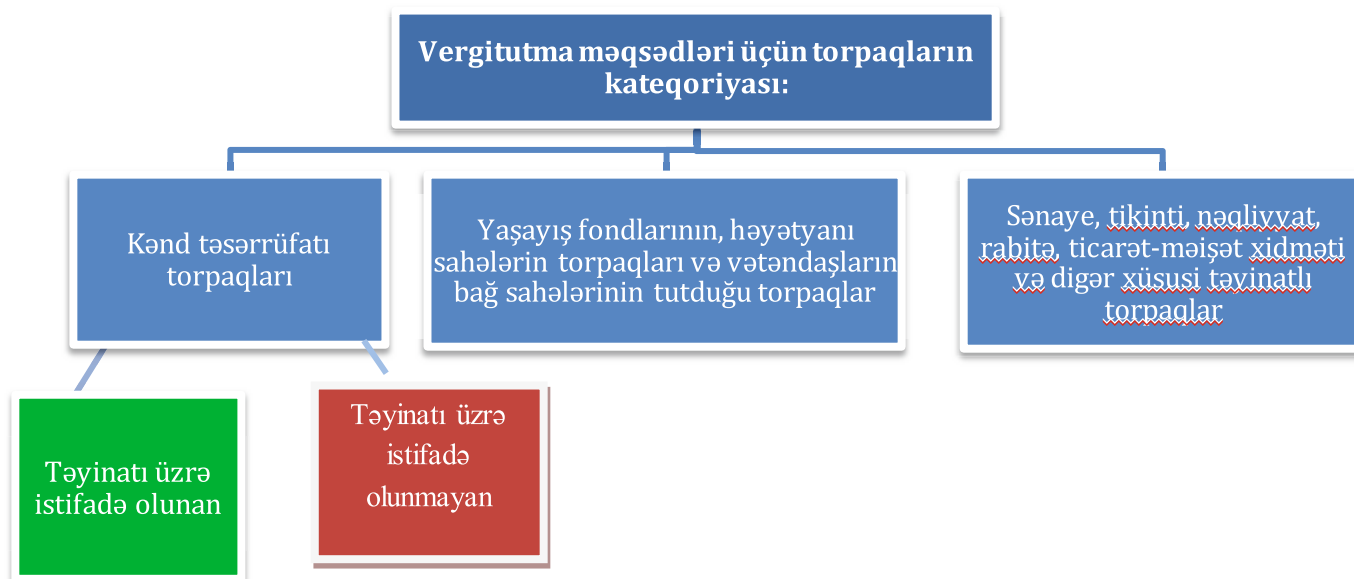 Vergitutma məqsədləri üçün torpaqların
kateqoriyası:
Kənd təsərrüfatı
torpaqları
Yaşayış fondlarının, həyətyanı
sahələrin torpaqları və vətəndaşların
bağ sahələrinin tutduğu torpaqlar
Sənaye, tikinti, nəqliyyat,
rabitə, ticarət-məişət xidməti
və digər xüsusi təyinatlı
torpaqlar
Təyinatı üzrə
istifadə olunan
Təyinatı üzrə
istifadə
olunmayan